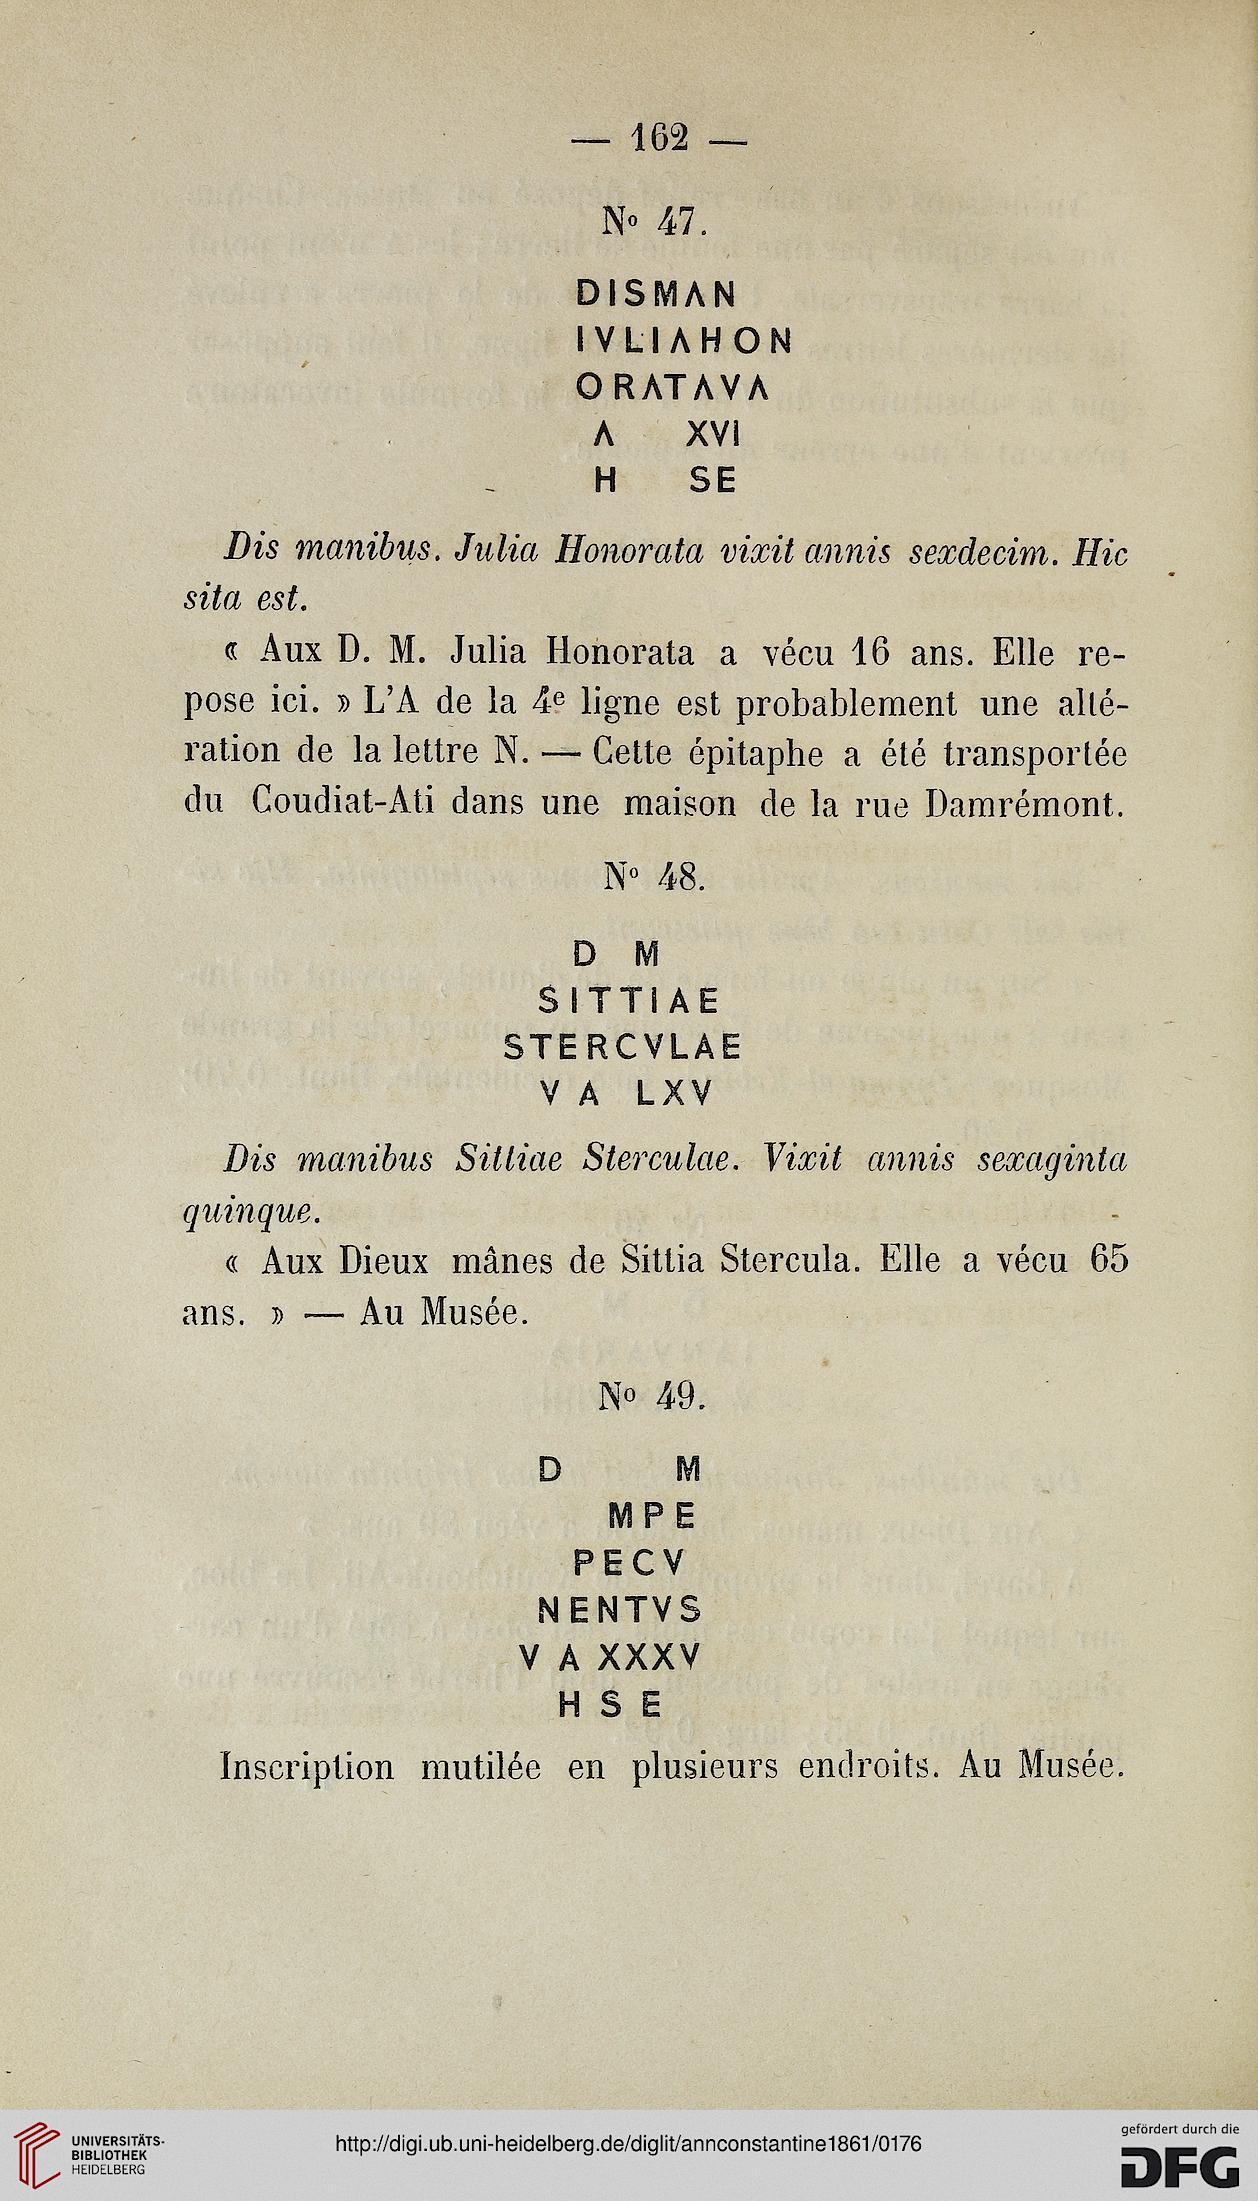 — 162 —
N° 47.
DISMΛN
IVLIΛHON
ORΛTΛVΛ
Λ XVI
H SE
Dis manibus. Julia Honorata vixit annis sexdecim. Hic
sita est.
« Aux D. M. Julia Honorata a vécu 16 ans. Elle re-
pose ici. » L'A de la 4e ligne est probablement une alté-
ration de la lettre N. — Cette épitaphe a été transportée
du Coudiat-Ati dans une maison de la rue Damrémont.
N° 48.
D M
SITTIAE
STERCVLAE
V A LXV
Dis manibus Sittiae Sterculae. Vixit annis sexaginta
quinque.
« Aux Dieux mânes de Sittia Stercula. Elle a vécu 65
ans. » — Au Musée.
N° 49.
D M
MPE
PECV
NENTVS
V A XXXV
H S E
Inscription mutilée en plusieurs endroits. Au Musée.
UNIVERSITÄTS-
BIBLIOTHEK
HEIDELBERG
http://digi.ub.uni-heidelberg.de/diglit/annconstantine1861/0176
gefördert durch die
DFG